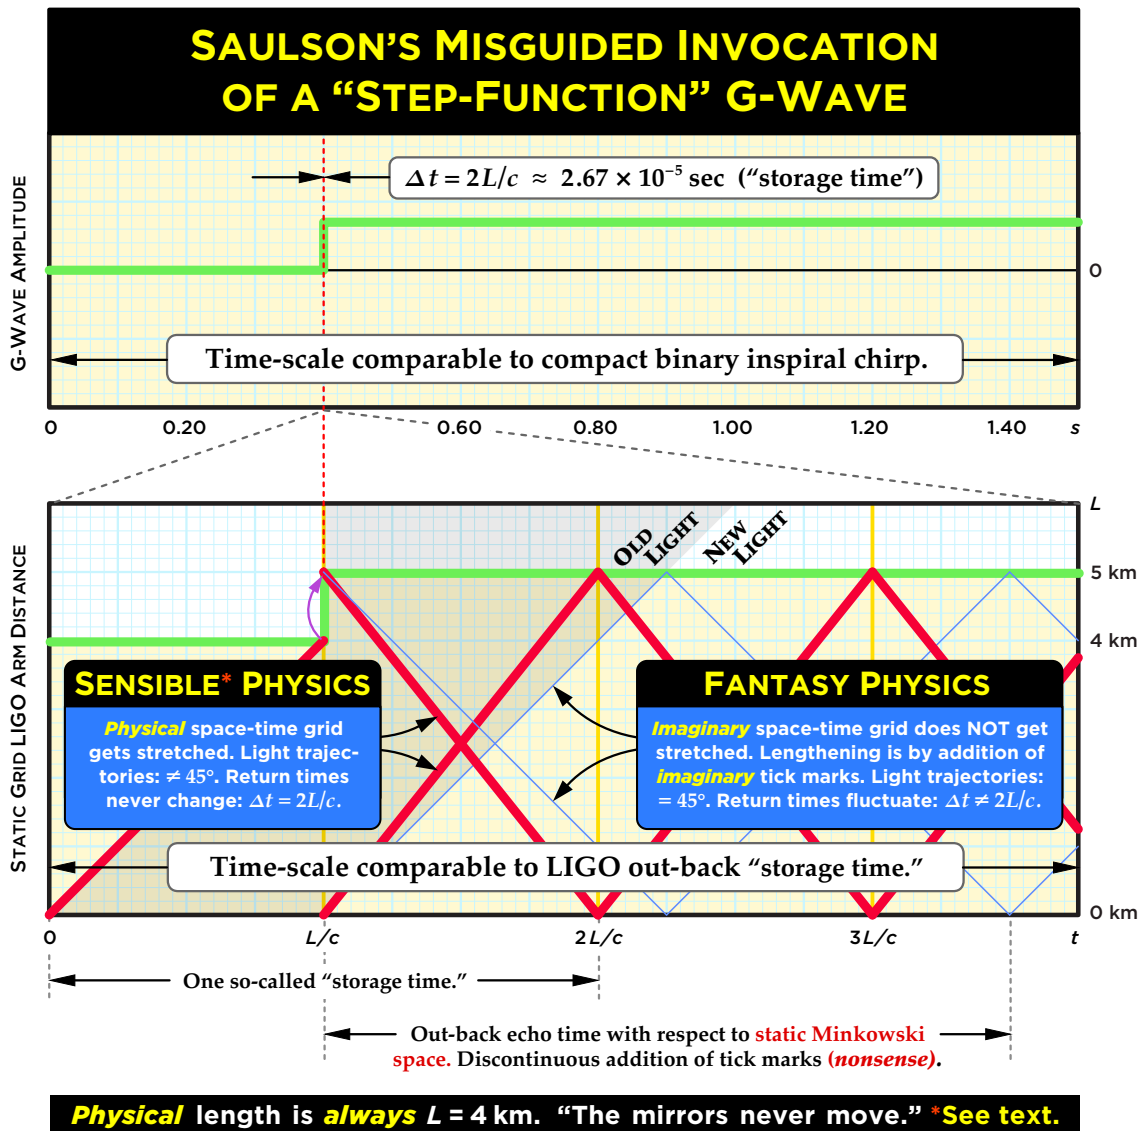 SAULSON'S MISGUIDED INVOCATION
OF A “STEP-FUNCTION” G-WAVE
Δt = 2L/c ≈ 2.67 × 10⁻⁵ sec (“storage time”)
G-WAVE AMPLITUDE
0
Time-scale comparable to compact binary inspiral chirp.
0 0.20 0.60 0.80 1.00 1.20 1.40 s
L
OLD LIGHT
NEW LIGHT
STATIC GRID LIGO ARM DISTANCE
5 km
4 km
SENSIBLE* PHYSICS
Physical space-time grid
gets stretched. Light trajec-
tories: ≠ 45°. Return times
never change: Δt = 2L/c.
FANTASY PHYSICS
Imaginary space-time grid does NOT get
stretched. Lengthening is by addition of
imaginary tick marks. Light trajectories:
= 45°. Return times fluctuate: Δt ≠ 2L/c.
Time-scale comparable to LIGO out-back “storage time.”
0 km
0 L/c 2L/c 3L/c t
One so-called “storage time.”
Out-back echo time with respect to static Minkowski
space. Discontinuous addition of tick marks (nonsense).
Physical length is always L = 4 km. “The mirrors never move.” *See text.